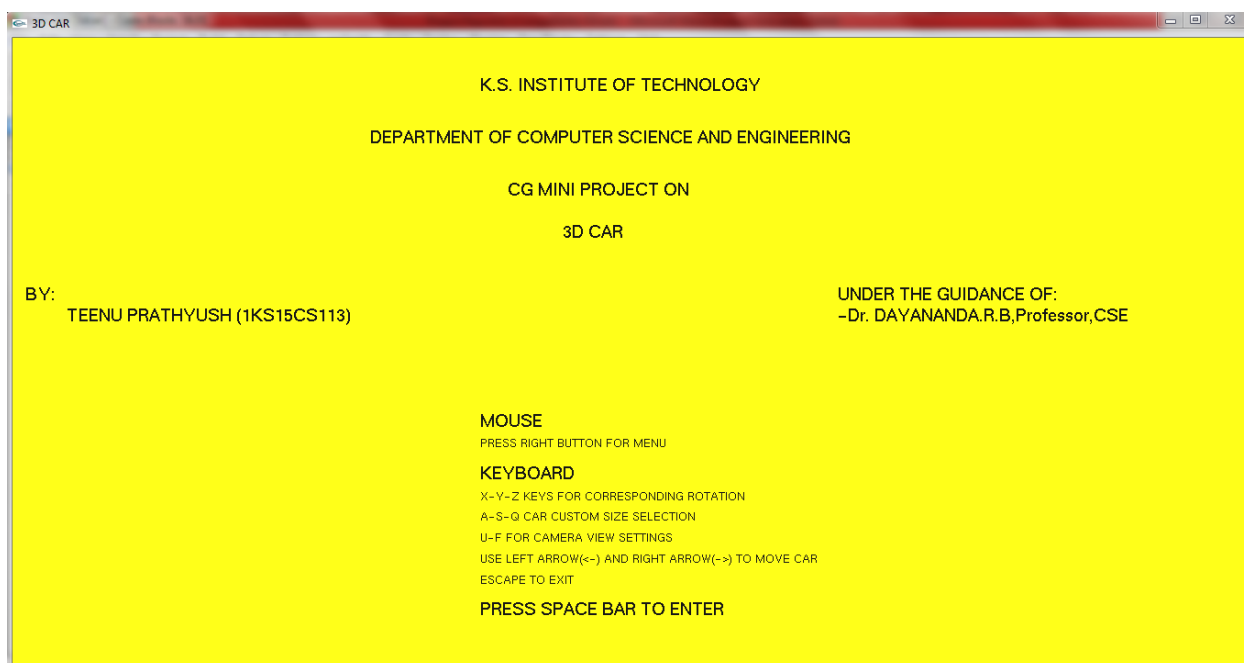 3D CAR
K.S. INSTITUTE OF TECHNOLOGY
DEPARTMENT OF COMPUTER SCIENCE AND ENGINEERING
CG MINI PROJECT ON
3D CAR
BY:
TEENU PRATHYUSH (1KS15CS113)
UNDER THE GUIDANCE OF:
-Dr. DAYANANDA.R.B,Professor,CSE
MOUSE
PRESS RIGHT BUTTON FOR MENU
KEYBOARD
X-Y-Z KEYS FOR CORRESPONDING ROTATION
A-S-Q CAR CUSTOM SIZE SELECTION
U-F FOR CAMERA VIEW SETTINGS
USE LEFT ARROW(<-) AND RIGHT ARROW(->) TO MOVE CAR
ESCAPE TO EXIT
PRESS SPACE BAR TO ENTER